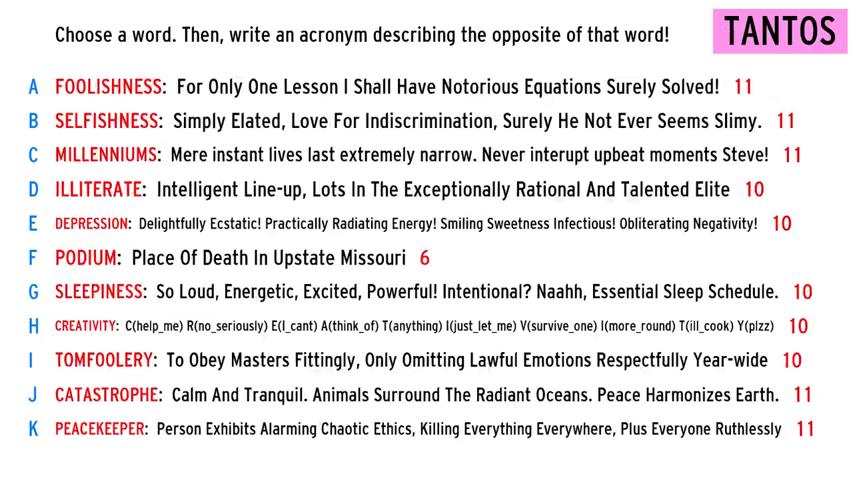 Choose a word. Then, write an acronym describing the opposite of that word! TANTOS
A FOOLISHNESS: For Only One Lesson I Shall Have Notorious Equations Surely Solved! 11
B SELFISHNESS: Simply Elated, Love For Indiscrimination, Surely He Not Ever Seems Slimy. 11
C MILLENNIUMS: Mere instant lives last extremely narrow. Never interupt upbeat moments Steve! 11
D ILLITERATE: Intelligent Line-up, Lots In The Exceptionally Rational And Talented Elite 10
E DEPRESSION: Delightfully Ecstatic! Practically Radiating Energy! Smiling Sweetness Infectious! Obliterating Negativity! 10
F PODIUM: Place Of Death In Upstate Missouri 6
G SLEEPINESS: So Loud, Energetic, Excited, Powerful! Intentional? Naahh, Essential Sleep Schedule. 10
H CREATIVITY: C(help_me) R(no_seriously) E(I_cant) A(think_of) T(anything) I(just_let_me) V(survive_one) I(more_round) T(ill_cook) Y(plzz) 10
I TOMFOOLERY: To Obey Masters Fittingly, Only Omitting Lawful Emotions Respectfully Year-wide 10
J CATASTROPHE: Calm And Tranquil. Animals Surround The Radiant Oceans. Peace Harmonizes Earth. 11
K PEACEKEEPER: Person Exhibits Alarming Chaotic Ethics, Killing Everything Everywhere, Plus Everyone Ruthlessly 11